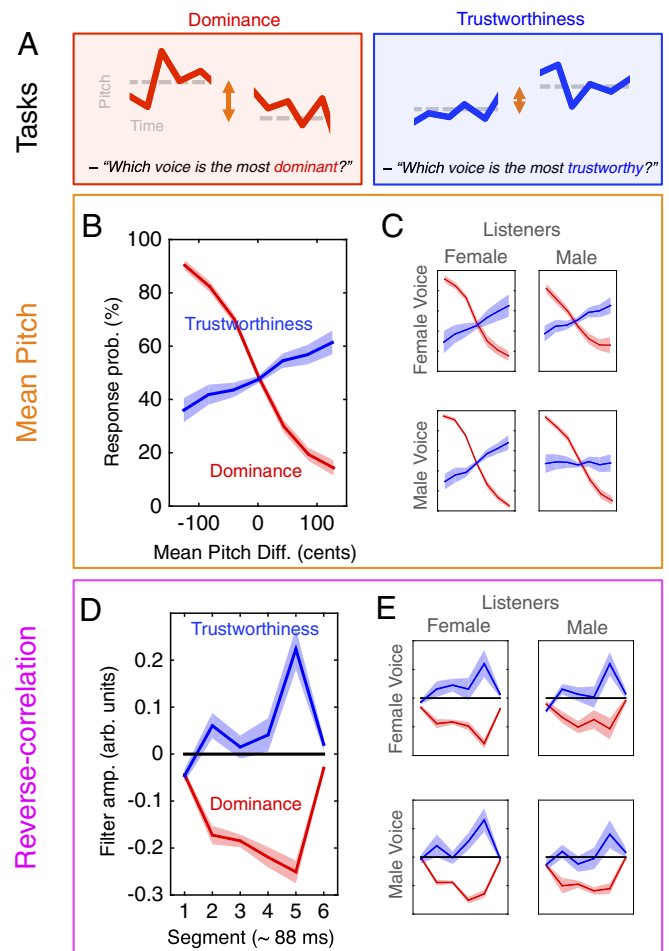 Dominance
Trustworthiness
A
Tasks
Pitch
Time
– “Which voice is the most dominant?”
– “Which voice is the most trustworthy?”
Mean Pitch
B
100
80
60
40
20
0
Response prob. (%)
Trustworthiness
Dominance
-100
0
100
Mean Pitch Diff. (cents)
C
Listeners
Female
Male
Female Voice
Male Voice
Reverse-correlation
D
0.2
0.1
0
-0.1
-0.2
-0.3
Filter amp. (arb. units)
Trustworthiness
Dominance
1 2 3 4 5 6
Segment (~ 88 ms)
E
Listeners
Female
Male
Female Voice
Male Voice